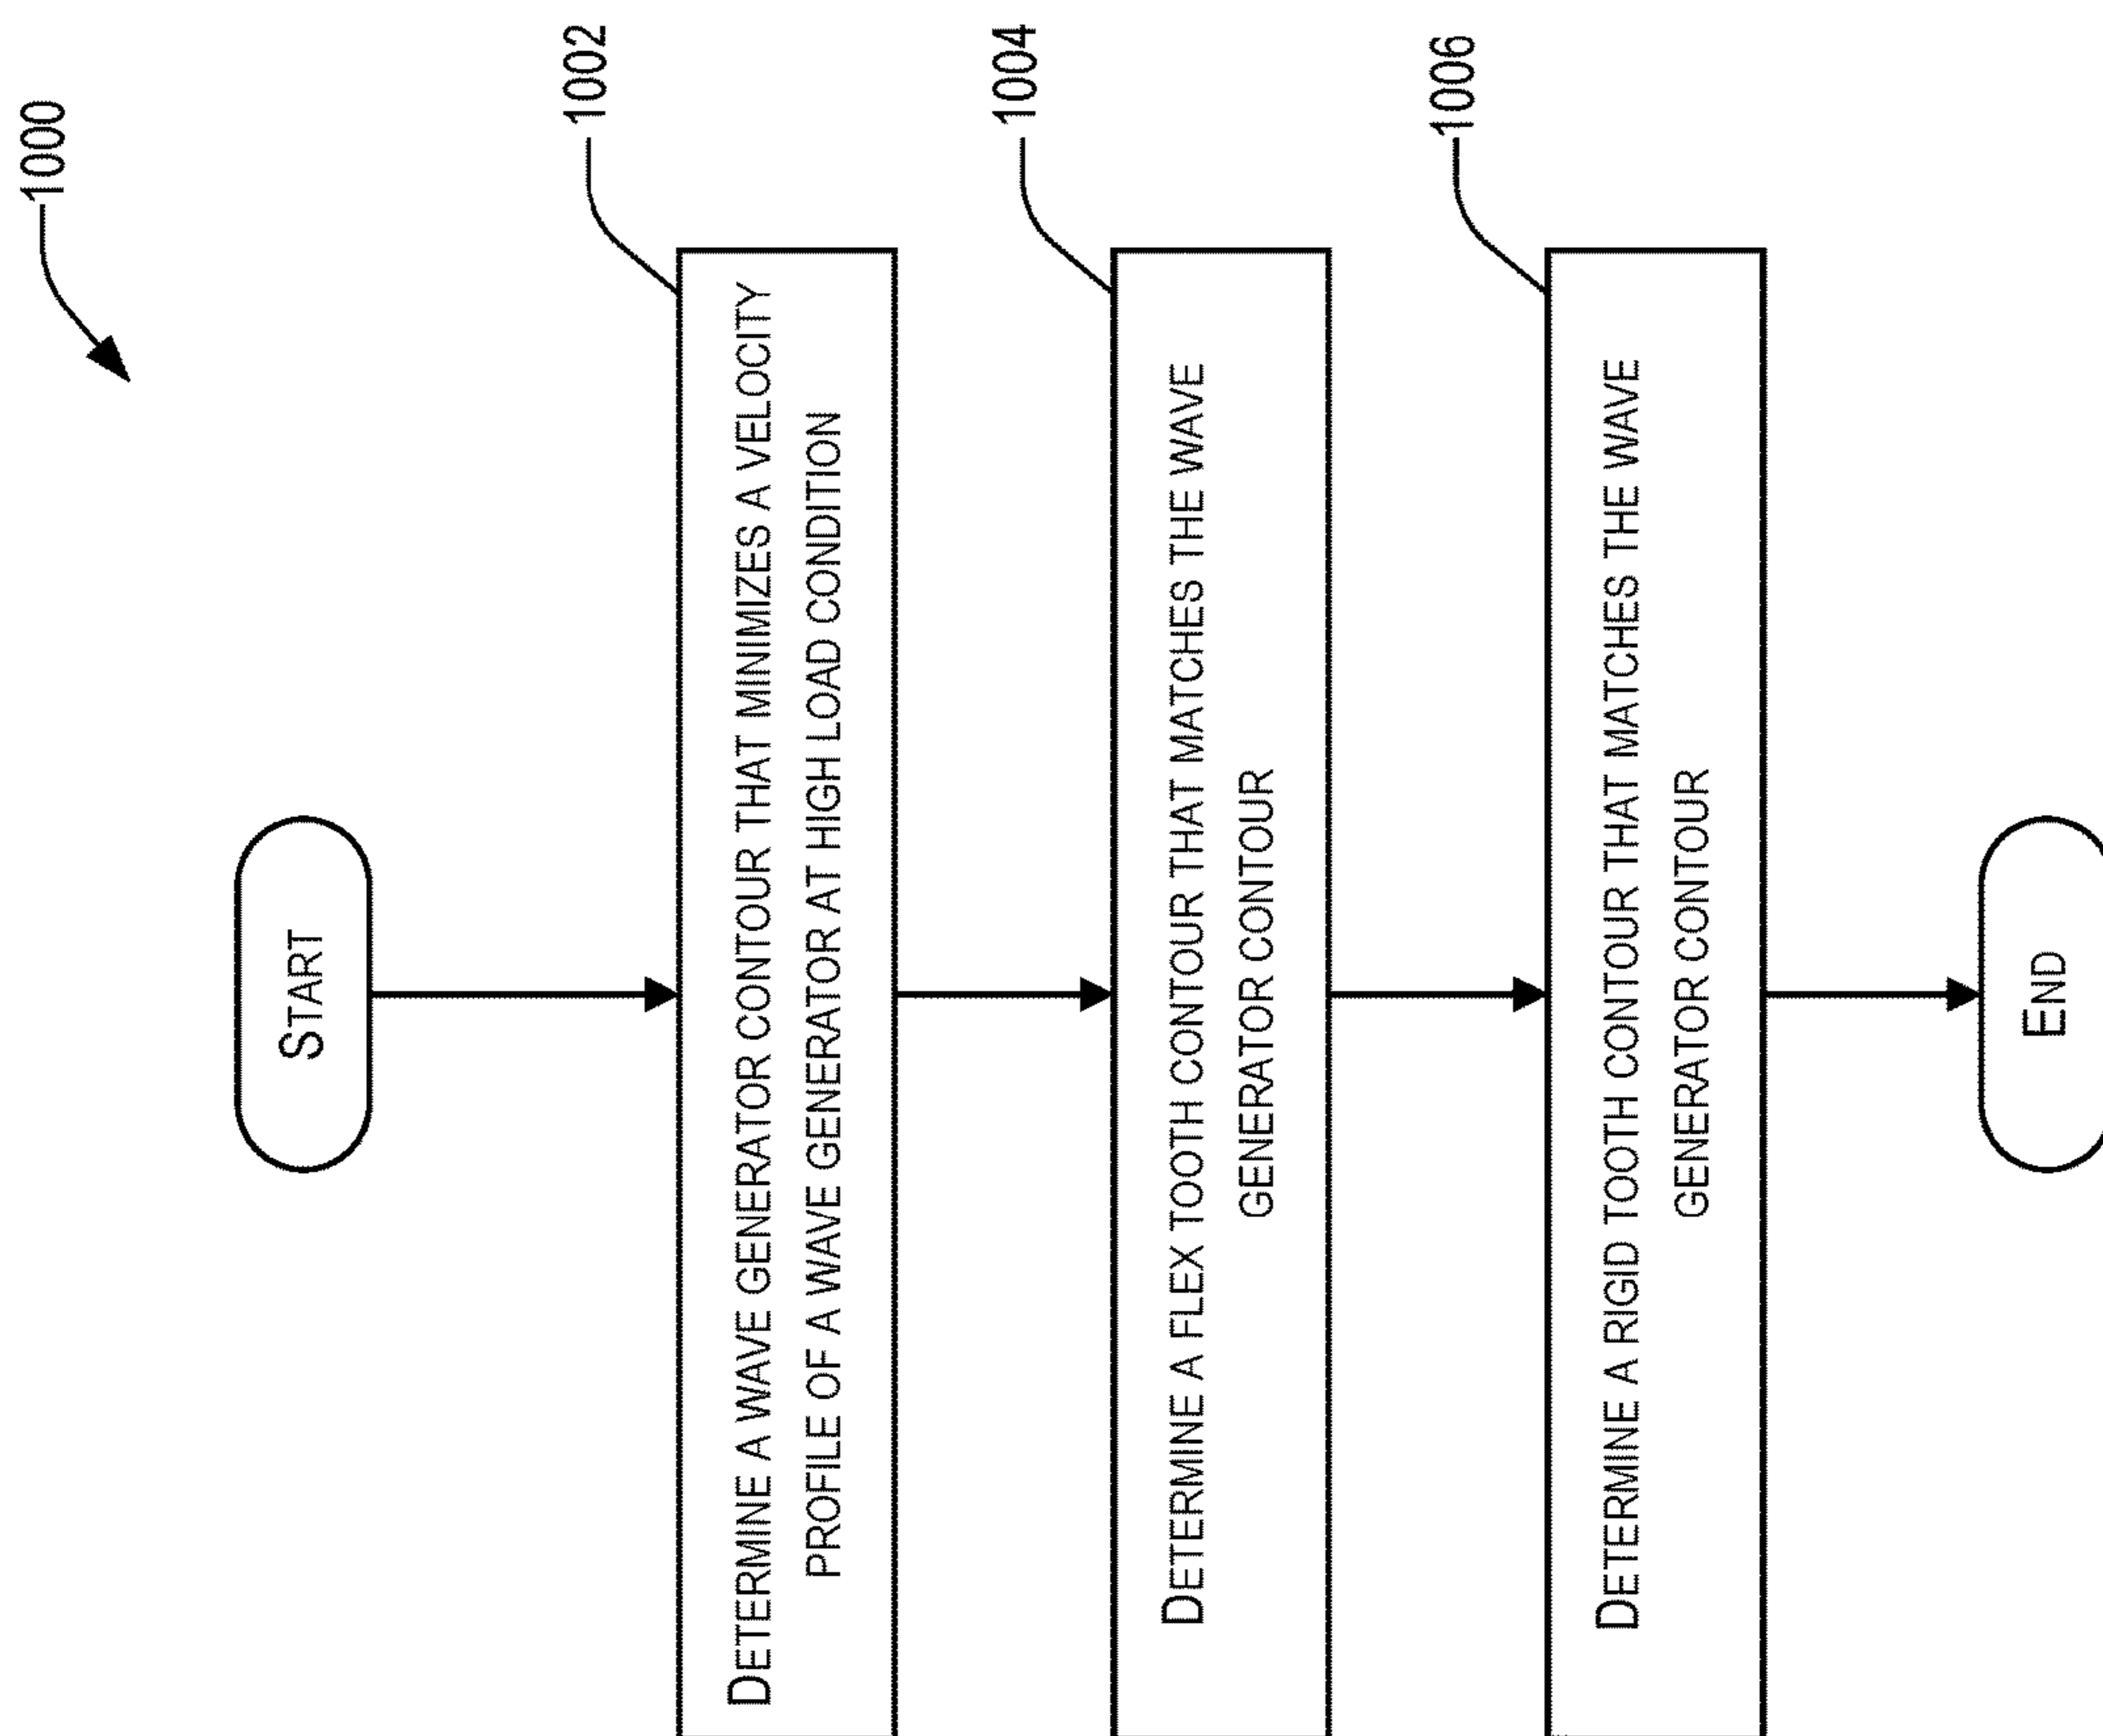 1000
START
1002
DETERMINE A WAVE GENERATOR CONTOUR THAT MINIMIZES A VELOCITY
PROFILE OF A WAVE GENERATOR AT HIGH LOAD CONDITION
1004
DETERMINE A FLEX TOOTH CONTOUR THAT MATCHES THE WAVE
GENERATOR CONTOUR
1006
DETERMINE A RIGID TOOTH CONTOUR THAT MATCHES THE WAVE
GENERATOR CONTOUR
END